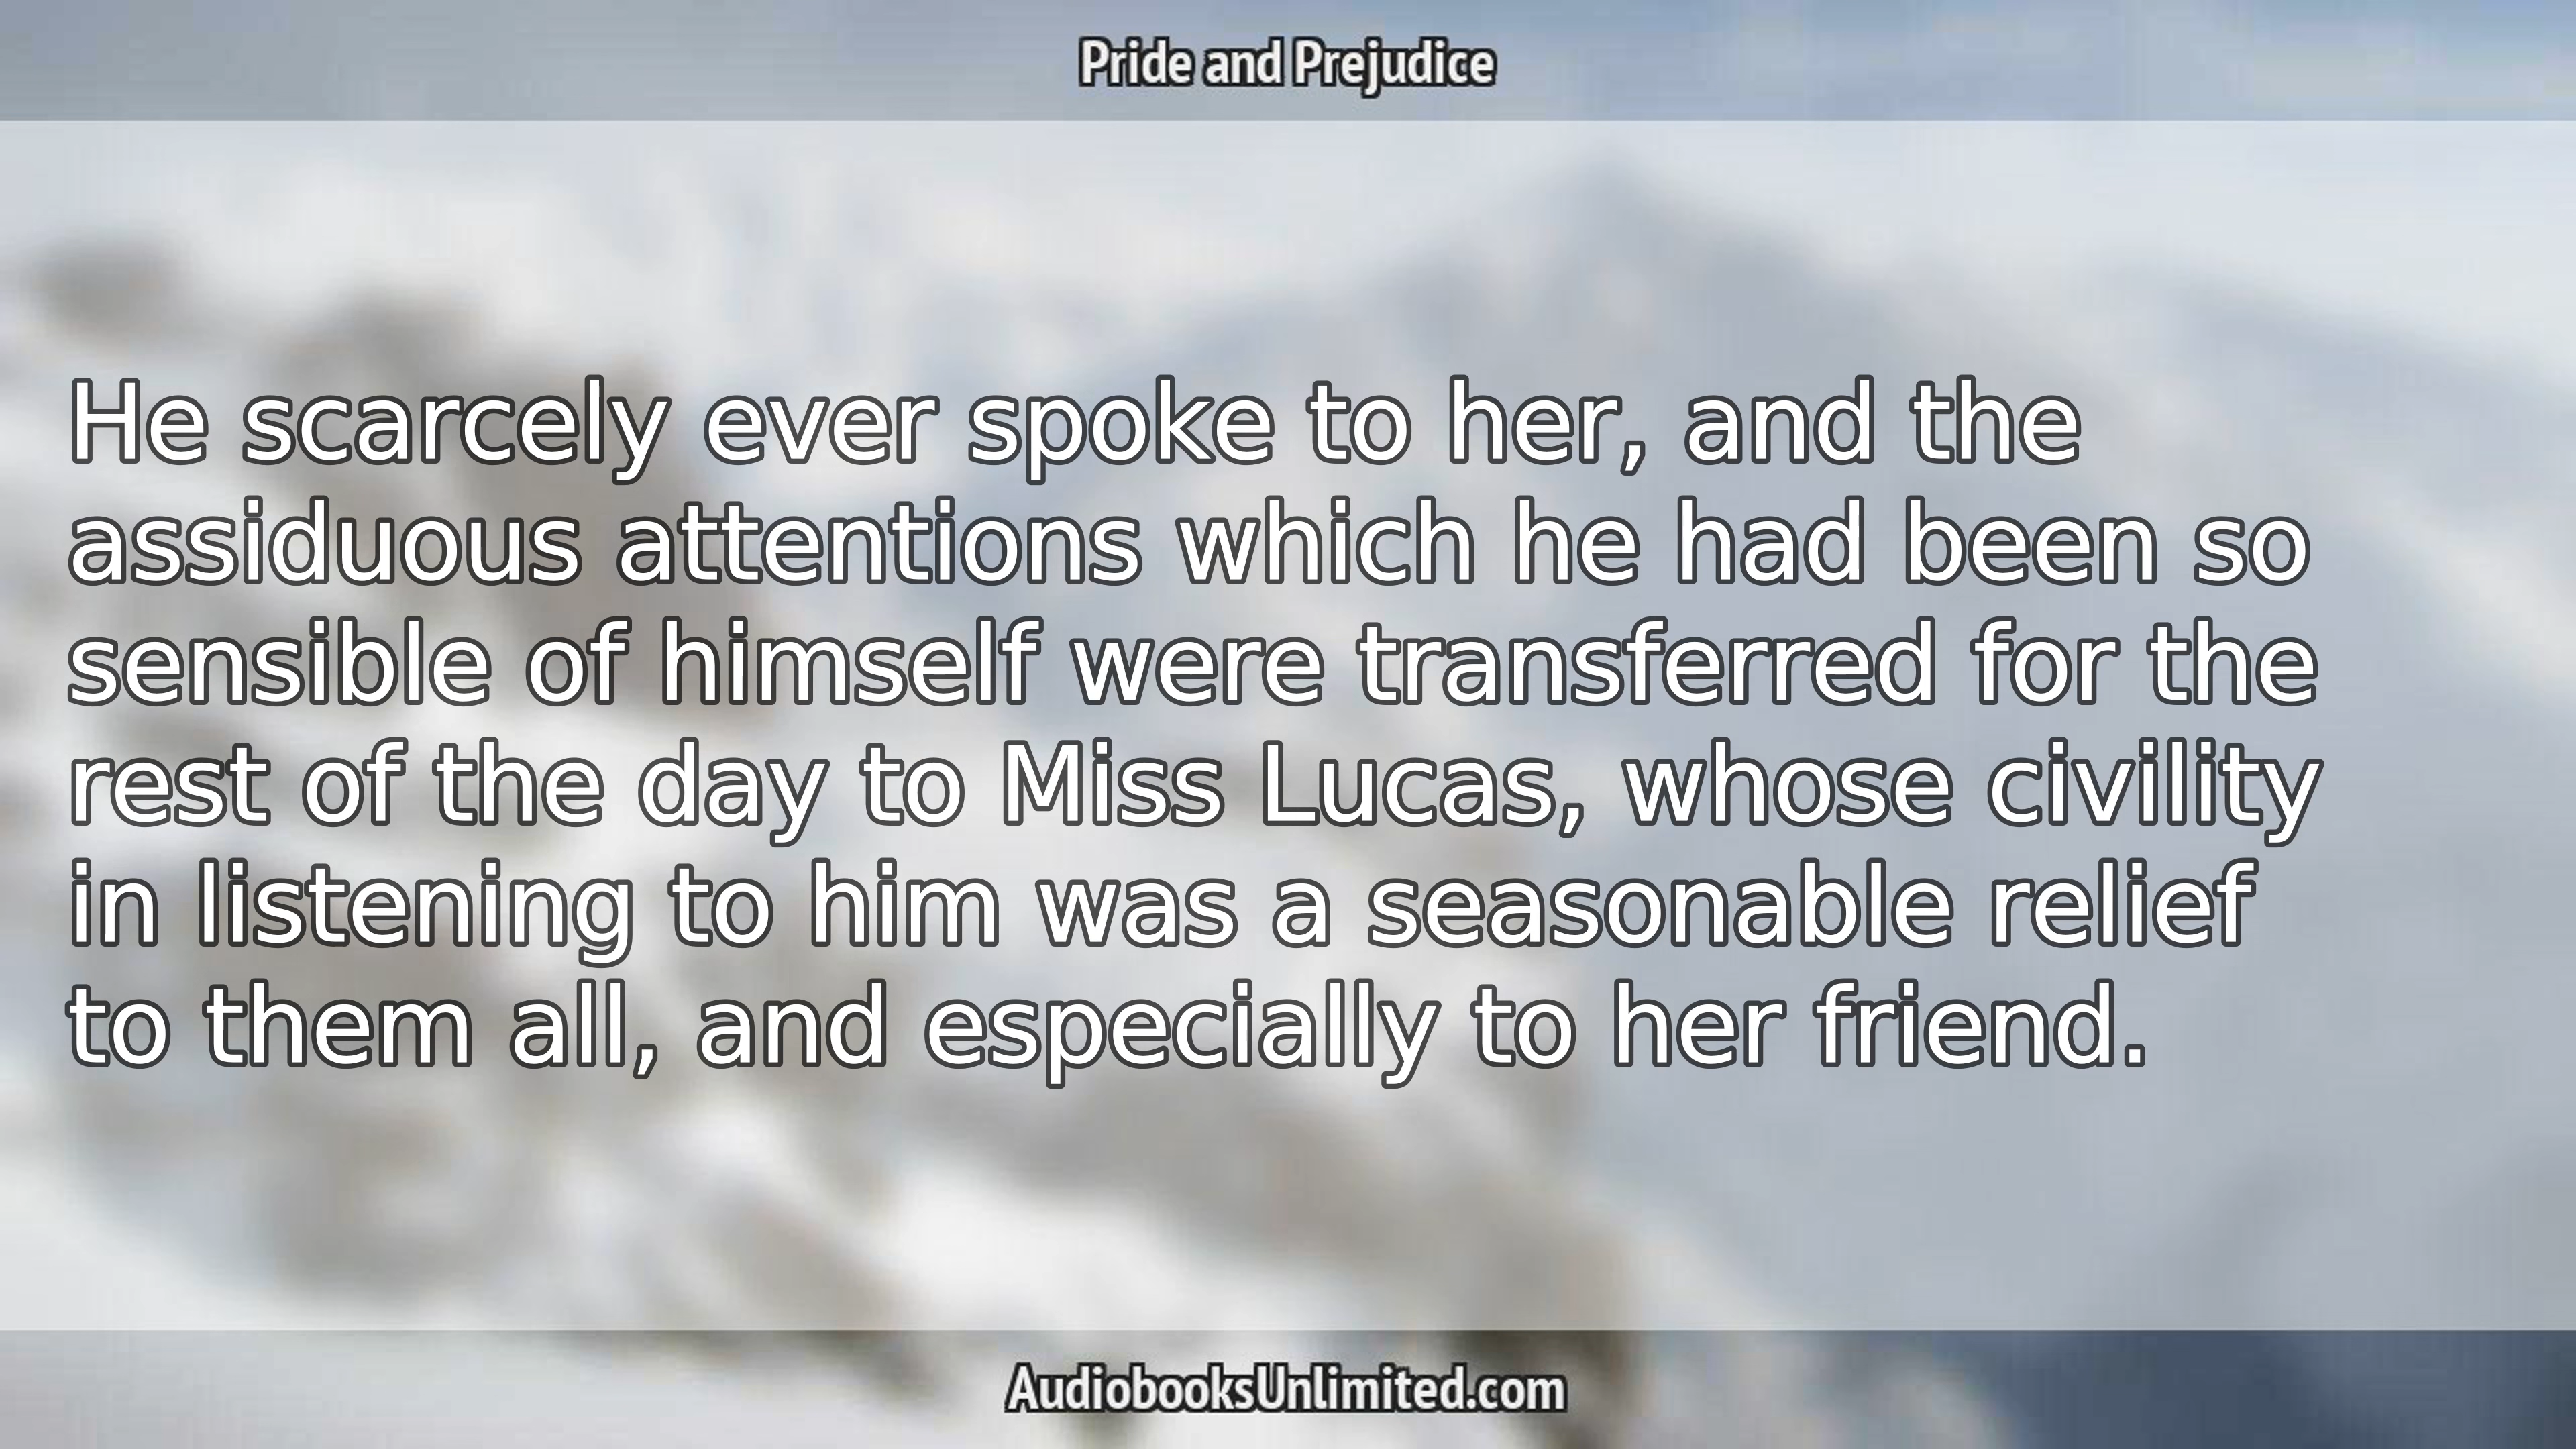 Pride and Prejudice
He scarcely ever spoke to her, and the
assiduous attentions which he had been so
sensible of himself were transferred for the
rest of the day to Miss Lucas, whose civility
in listening to him was a seasonable relief
to them all, and especially to her friend.
AudiobooksUnlimited.com